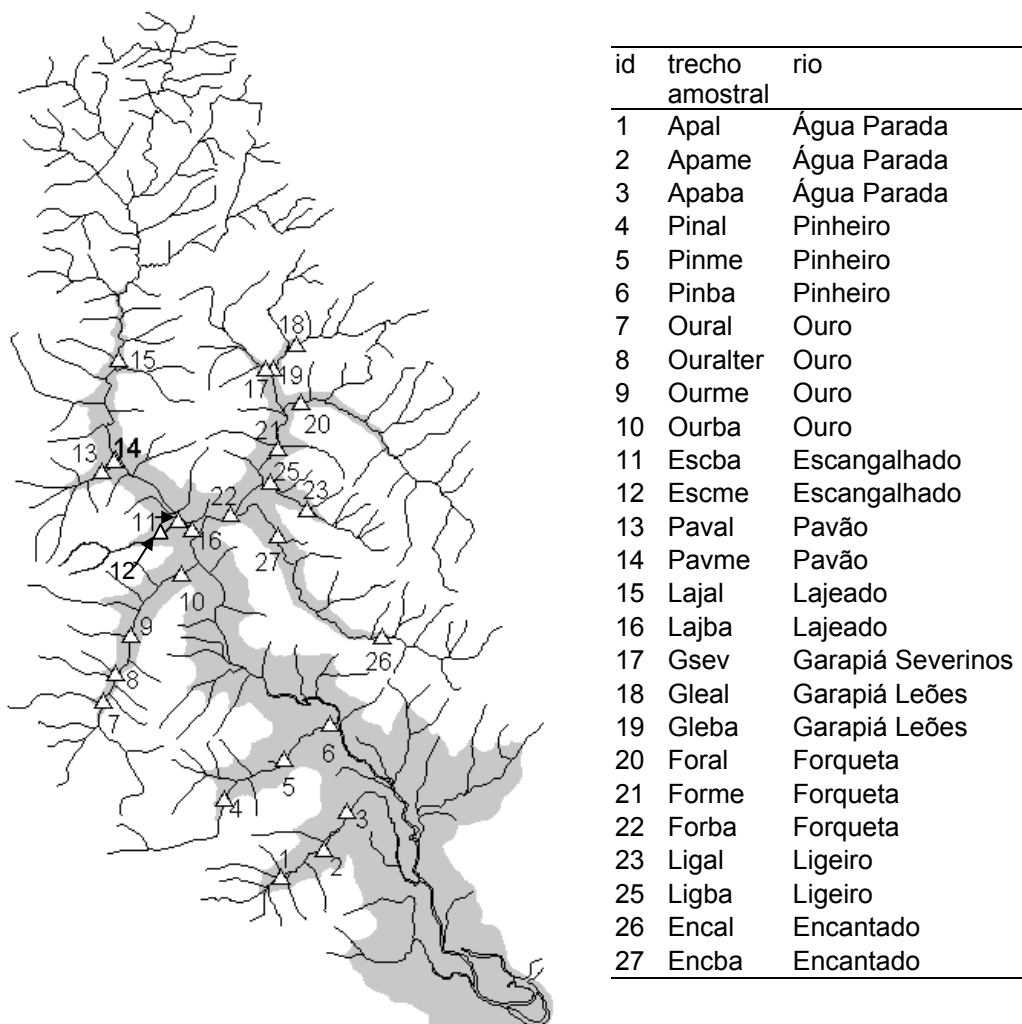 18)
15
17 19
20
21
13 14
25
22 23
11
16
27
12
10
9
26
8
7
6
5
4
3
1
2
id trecho amostral rio
1 Apal Água Parada
2 Apame Água Parada
3 Apaba Água Parada
4 Pinal Pinheiro
5 Pinme Pinheiro
6 Pinba Pinheiro
7 Oural Ouro
8 Ouralter Ouro
9 Ourme Ouro
10 Ourba Ouro
11 Escba Escangalhado
12 Escme Escangalhado
13 Paval Pavão
14 Pavme Pavão
15 Lajal Lajeado
16 Lajba Lajeado
17 Gsev Garapiá Severinos
18 Gleal Garapiá Leões
19 Gleba Garapiá Leões
20 Foral Forqueta
21 Forme Forqueta
22 Forba Forqueta
23 Ligal Ligeiro
25 Ligba Ligeiro
26 Encal Encantado
27 Encba Encantado